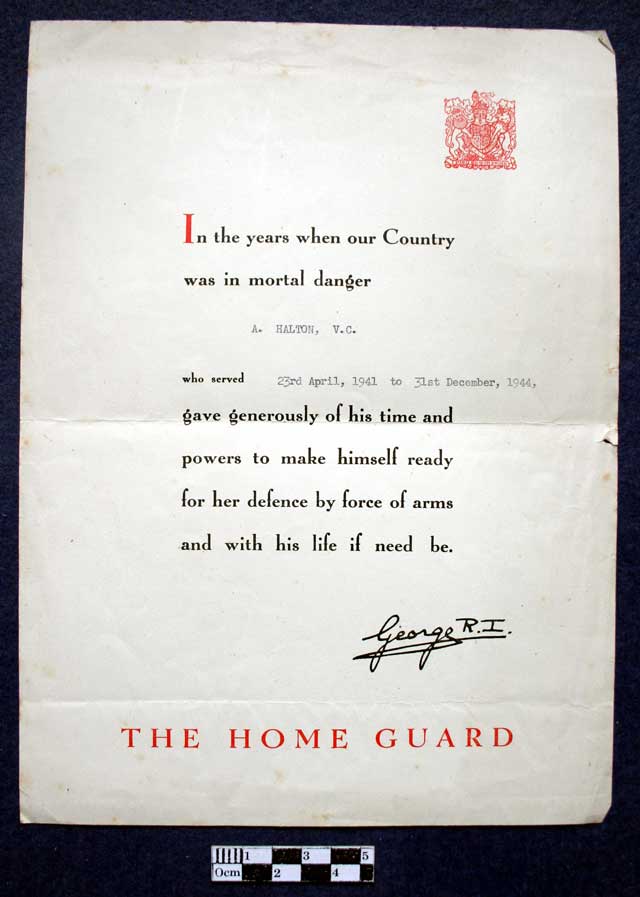 In the years when our Country
was in mortal danger
A. HALTON, V.C.
who served 23rd April, 1941 to 31st December, 1944,
gave generously of his time and
powers to make himself ready
for her defence by force of arms
and with his life if need be.
George R.I.
THE HOME GUARD
1 3 5
0cm 2 4